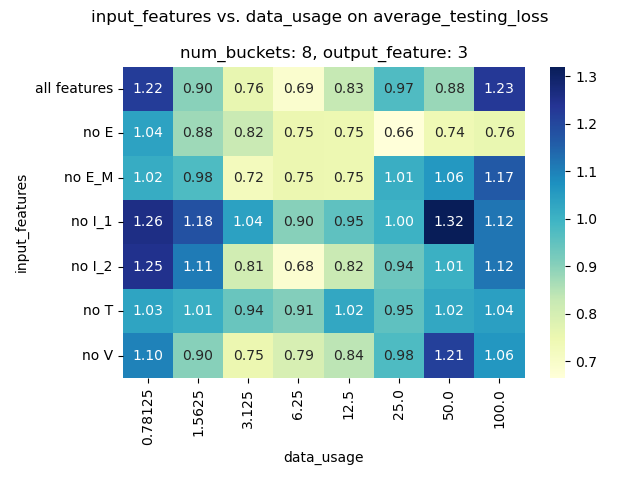 input_features vs. data_usage on average_testing_loss
num_buckets: 8, output_feature: 3
input_features
all features 1.22 0.90 0.76 0.69 0.83 0.97 0.88 1.23
no E 1.04 0.88 0.82 0.75 0.75 0.66 0.74 0.76
no E_M 1.02 0.98 0.72 0.75 0.75 1.01 1.06 1.17
no I_1 1.26 1.18 1.04 0.90 0.95 1.00 1.32 1.12
no I_2 1.25 1.11 0.81 0.68 0.82 0.94 1.01 1.12
no T 1.03 1.01 0.94 0.91 1.02 0.95 1.02 1.04
no V 1.10 0.90 0.75 0.79 0.84 0.98 1.21 1.06
0.78125 1.5625 3.125 6.25 12.5 25.0 50.0 100.0
data_usage
1.3
1.2
1.1
1.0
0.9
0.8
0.7